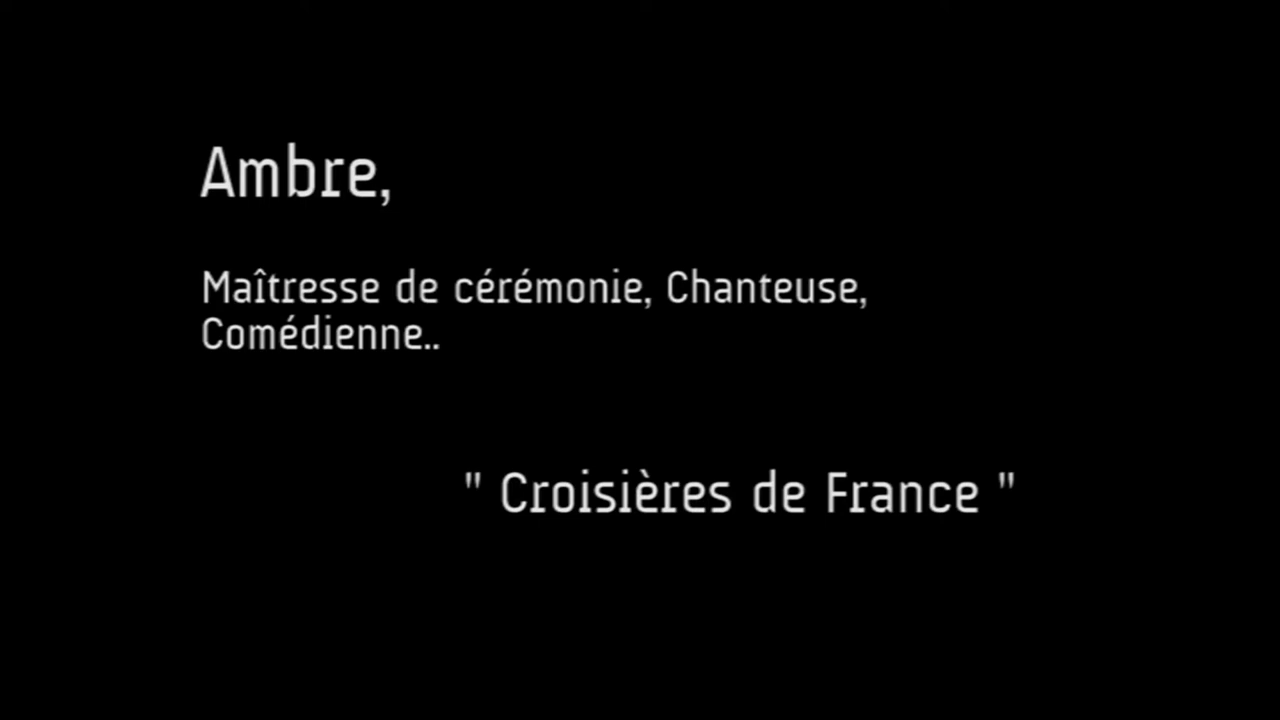 Ambre,
Maîtresse de cérémonie, Chanteuse,
Comédienne..
" Croisières de France "